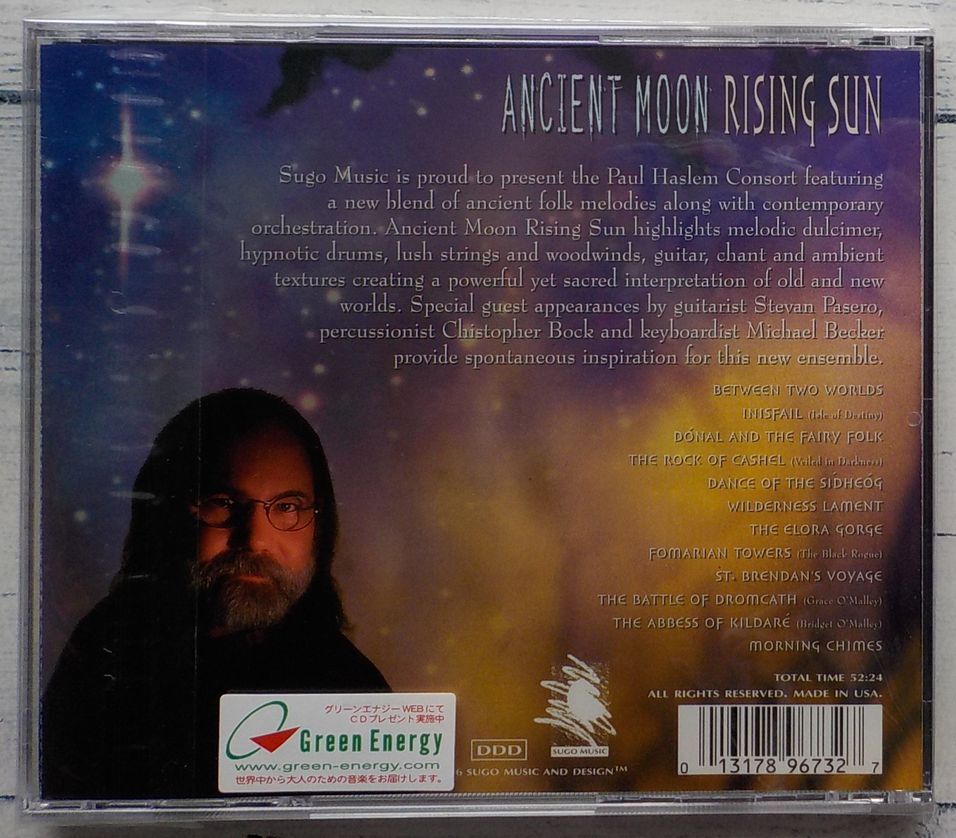 ANCIENT MOON RISING SUN
Sugo Music is proud to present the Paul Haslem Consort featuring
a new blend of ancient folk melodies along with contemporary
orchestration. Ancient Moon Rising Sun highlights melodic dulcimer,
hypnotic drums, lush strings and woodwinds, guitar, chant and ambient
textures creating a powerful yet sacred interpretation of old and new
worlds. Special guest appearances by guitarist Stevan Pasero,
percussionist Chistopher Bock and keyboardist Michael Becker
provide spontaneous inspiration for this new ensemble.
BETWEEN TWO WORLDS
INISFAIL (Isle of Destiny)
DÓNAL AND THE FAIRY FOLK
THE ROCK OF CASHEL (Veiled in Darkness)
DANCE OF THE SÍDHEÓG
WILDERNESS LAMENT
THE ELORA GORGE
FOMARIAN TOWERS (The Black Rogue)
ST. BRENDAN'S VOYAGE
THE BATTLE OF DROMCATH (Grace O'Malley)
THE ABBESS OF KILDARÉ (Bridget O'Malley)
MORNING CHIMES
TOTAL TIME 52:24
ALL RIGHTS RESERVED. MADE IN USA.
グリーンエナジーWEBにて
CDプレゼント実施中
Green Energy
www.green-energy.com
世界中から大人のための音楽をお届けします。
DDD
SUGO MUSIC
6 SUGO MUSIC AND DESIGN™
0 13178 96732 7